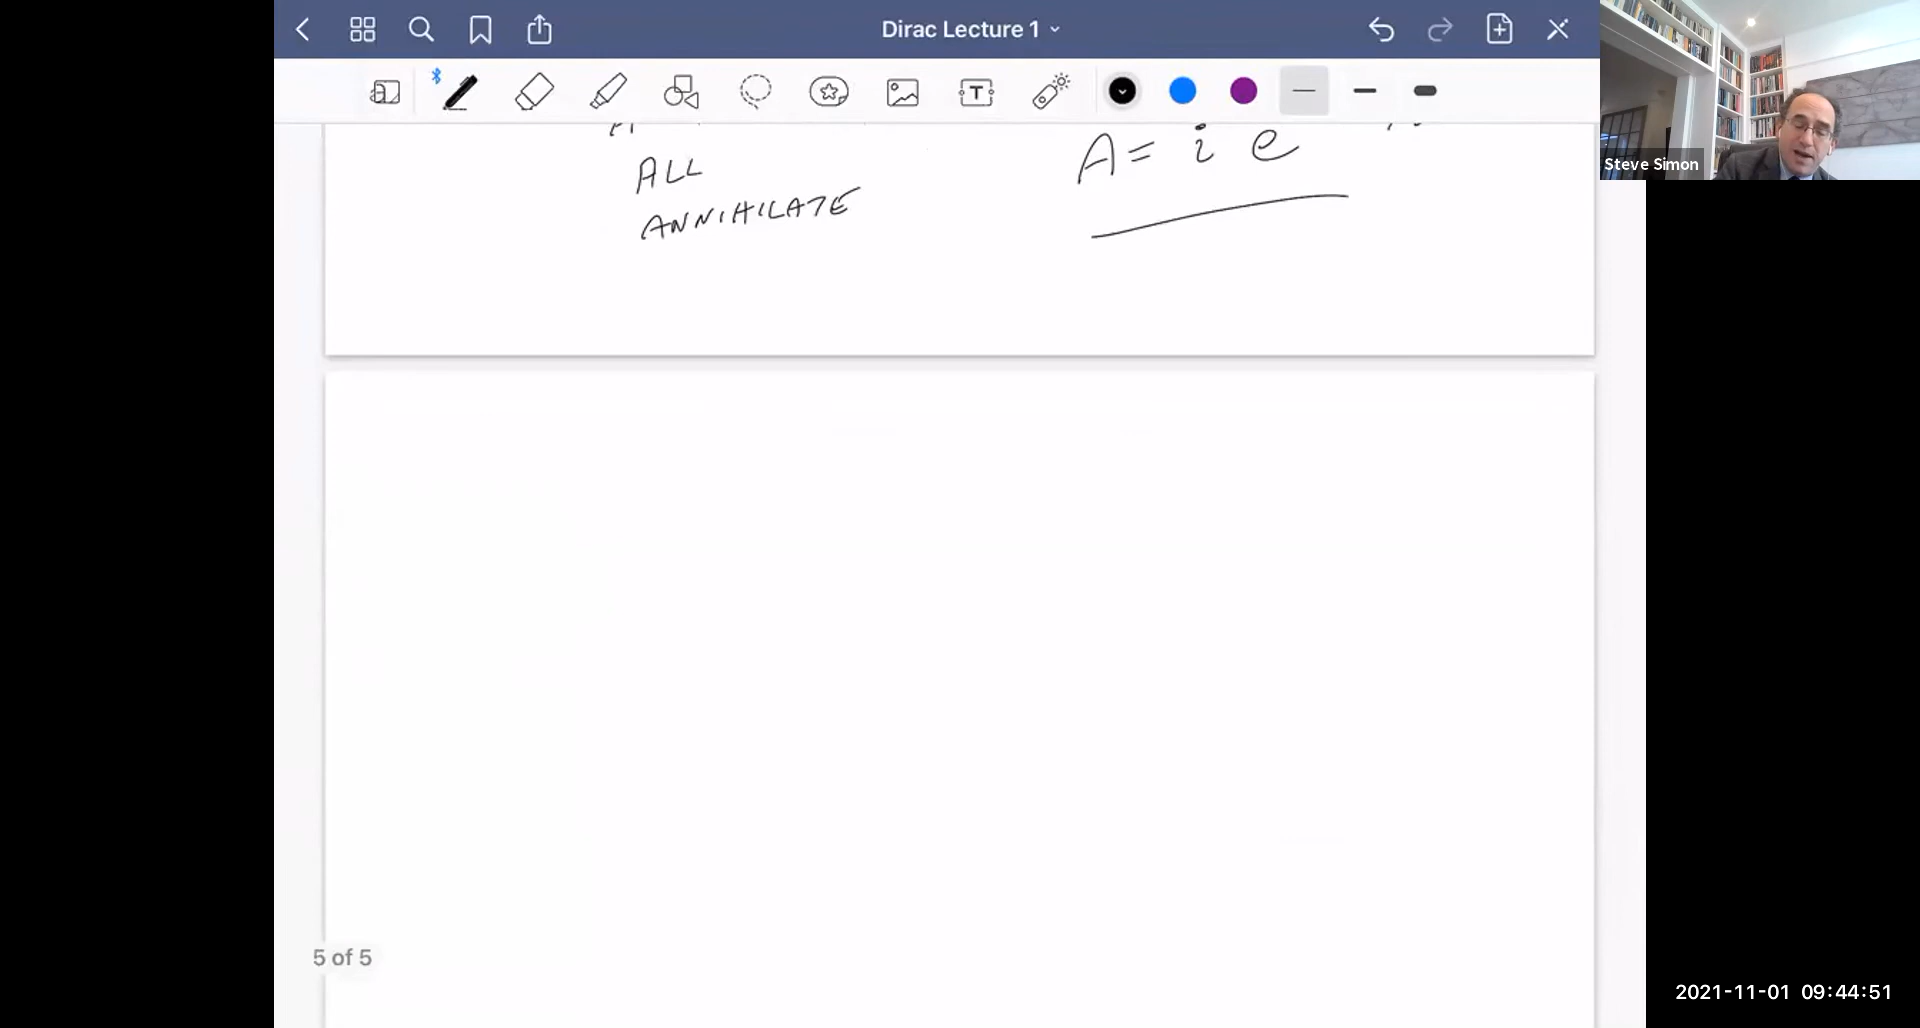 Dirac Lecture 1
Steve Simon
ALL
ANNIHILATE
A = i e
5 of 5
2021-11-01 09:44:51